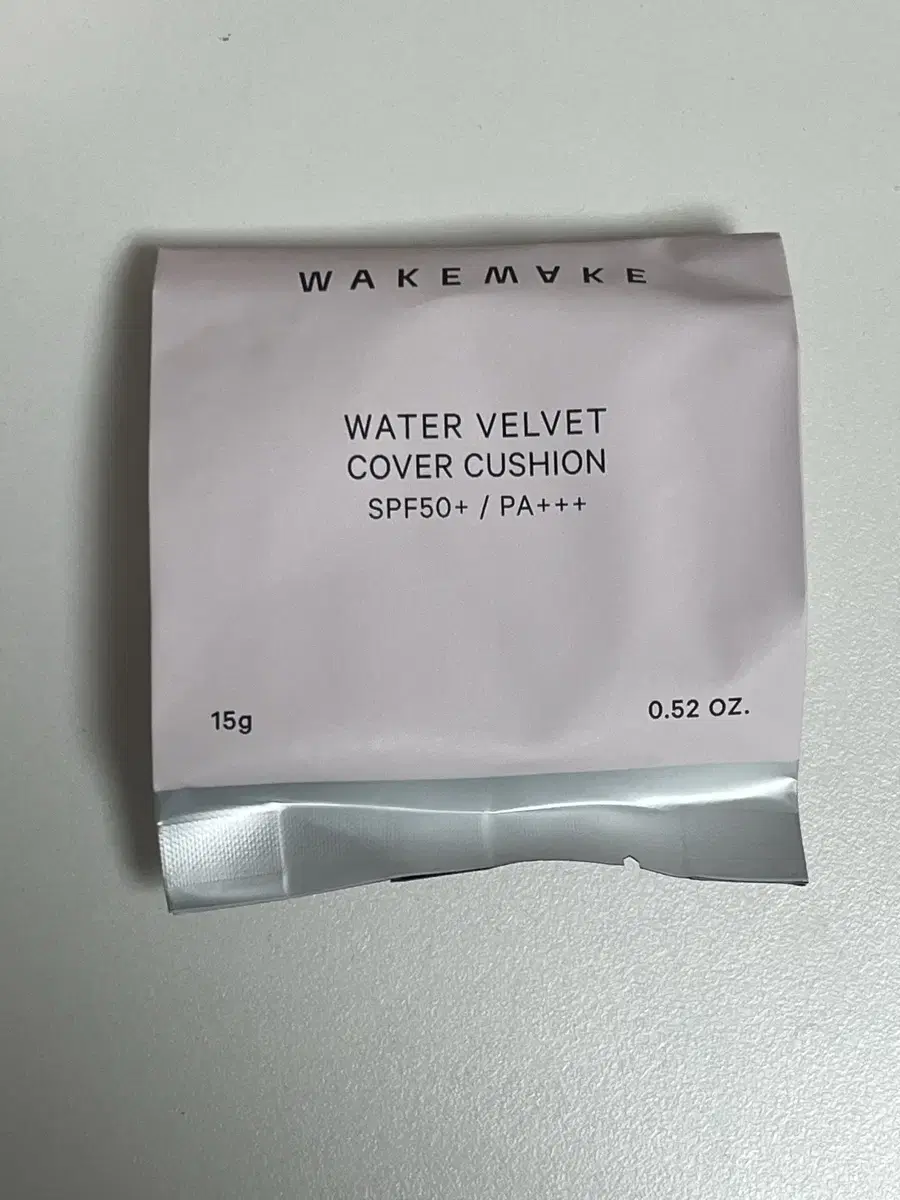 WAKEMAKE
WATER VELVET
COVER CUSHION
SPF50+ / PA+++
15g
0.52 OZ.